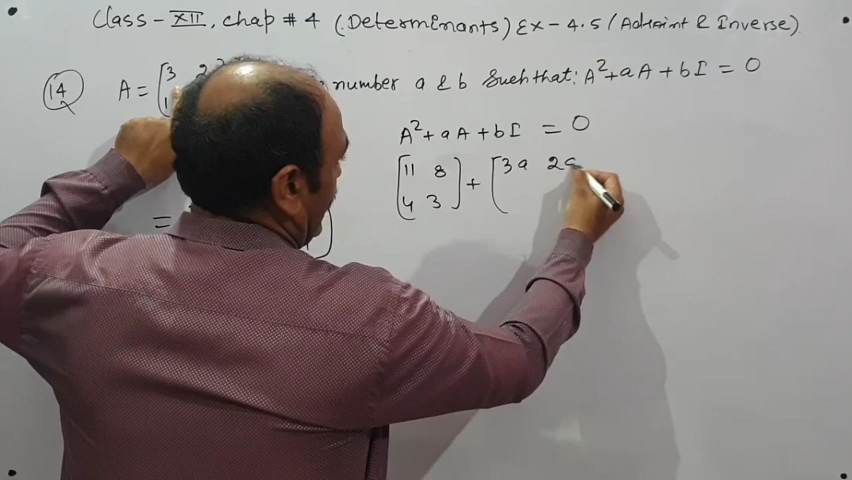 Class - XII, chap # 4 (Determenants) Ex - 4.5 (Adjoint & Inverse)
14 A = [3 2 number a & b such that: A² + aA + bI = 0
1
A² + aA + bI = 0
[11 8] + [3a 2a
4 3
=